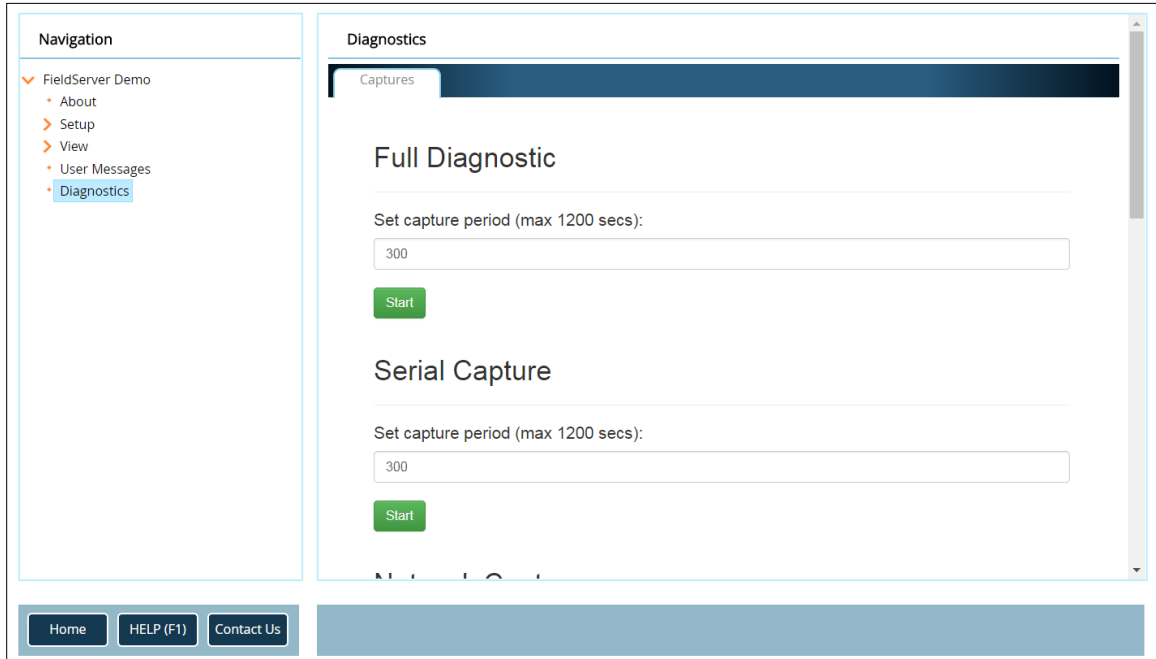 Navigation
FieldServer Demo
About
Setup
View
User Messages
Diagnostics
Diagnostics
Captures
Full Diagnostic
Set capture period (max 1200 secs):
300
Start
Serial Capture
Set capture period (max 1200 secs):
300
Start
Home
HELP (F1)
Contact Us